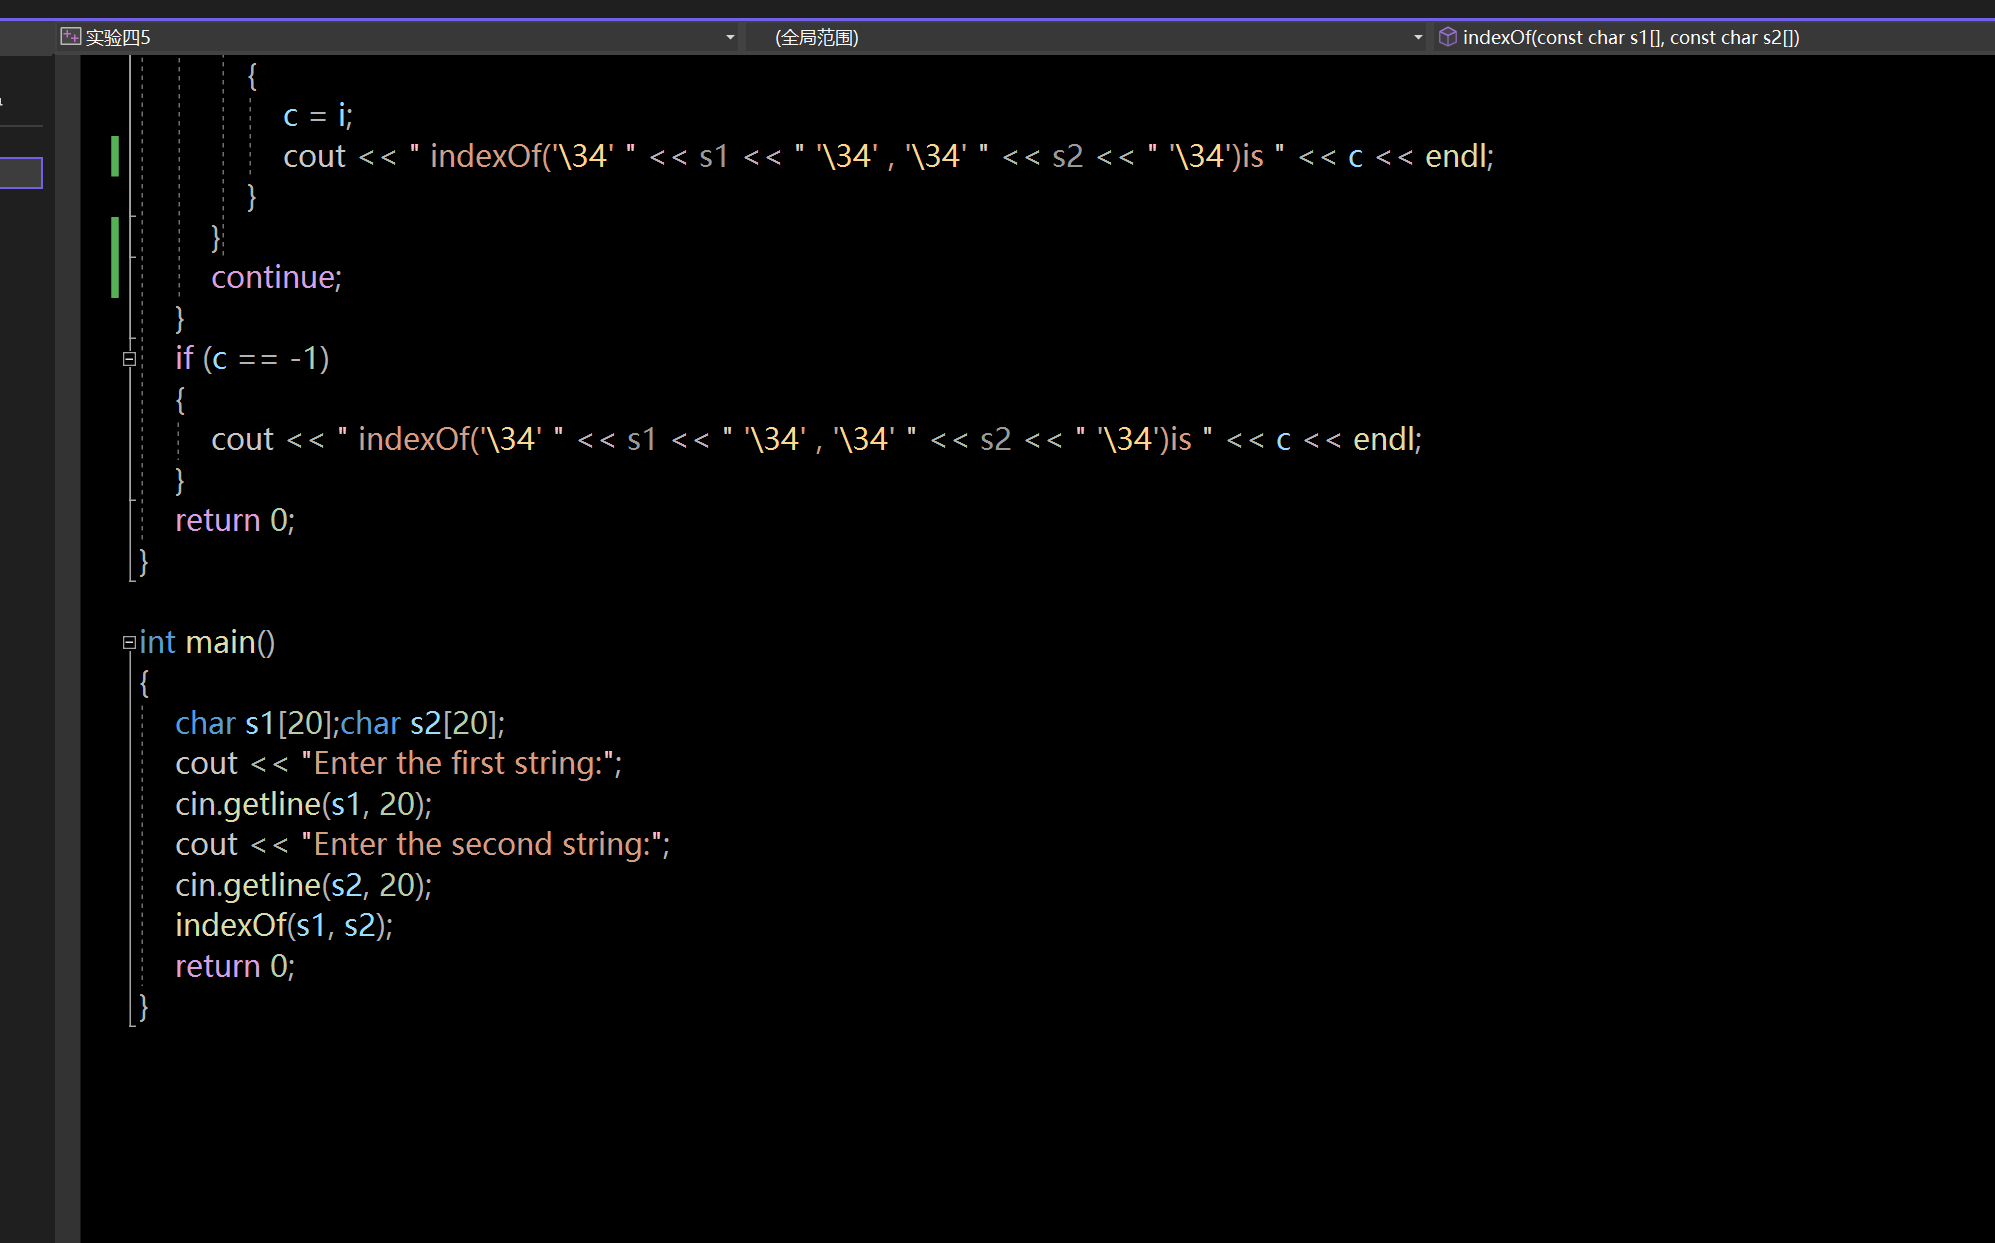 实验四5 (全局范围) indexOf(const char s1[], const char s2[])
{
c = i;
cout << " indexOf('\34' " << s1 << " '\34' , '\34' " << s2 << " '\34')is " << c << endl;
}
}
continue;
}
if (c == -1)
{
cout << " indexOf('\34' " << s1 << " '\34' , '\34' " << s2 << " '\34')is " << c << endl;
}
return 0;
}
int main()
{
char s1[20];char s2[20];
cout << "Enter the first string:";
cin.getline(s1, 20);
cout << "Enter the second string:";
cin.getline(s2, 20);
indexOf(s1, s2);
return 0;
}